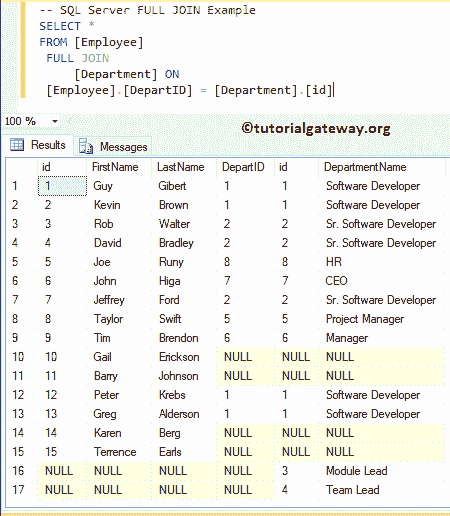 -- SQL Server FULL JOIN Example
SELECT *
FROM [Employee]
FULL JOIN
[Department] ON
[Employee].[DepartID] = [Department].[id]
100 %
©tutorialgateway.org
Results Messages
id FirstName LastName DepartID id DepartmentName
1 1 Guy Gibert 1 1 Software Developer
2 2 Kevin Brown 1 1 Software Developer
3 3 Rob Walter 2 2 Sr. Software Developer
4 4 David Bradley 2 2 Sr. Software Developer
5 5 Joe Runy 8 8 HR
6 6 John Higa 7 7 CEO
7 7 Jeffrey Ford 2 2 Sr. Software Developer
8 8 Taylor Swift 5 5 Project Manager
9 9 Tim Brendon 6 6 Manager
10 10 Gail Erickson NULL NULL NULL
11 11 Barry Johnson NULL NULL NULL
12 12 Peter Krebs 1 1 Software Developer
13 13 Greg Alderson 1 1 Software Developer
14 14 Karen Berg NULL NULL NULL
15 15 Terrence Earls NULL NULL NULL
16 NULL NULL NULL NULL 3 Module Lead
17 NULL NULL NULL NULL 4 Team Lead